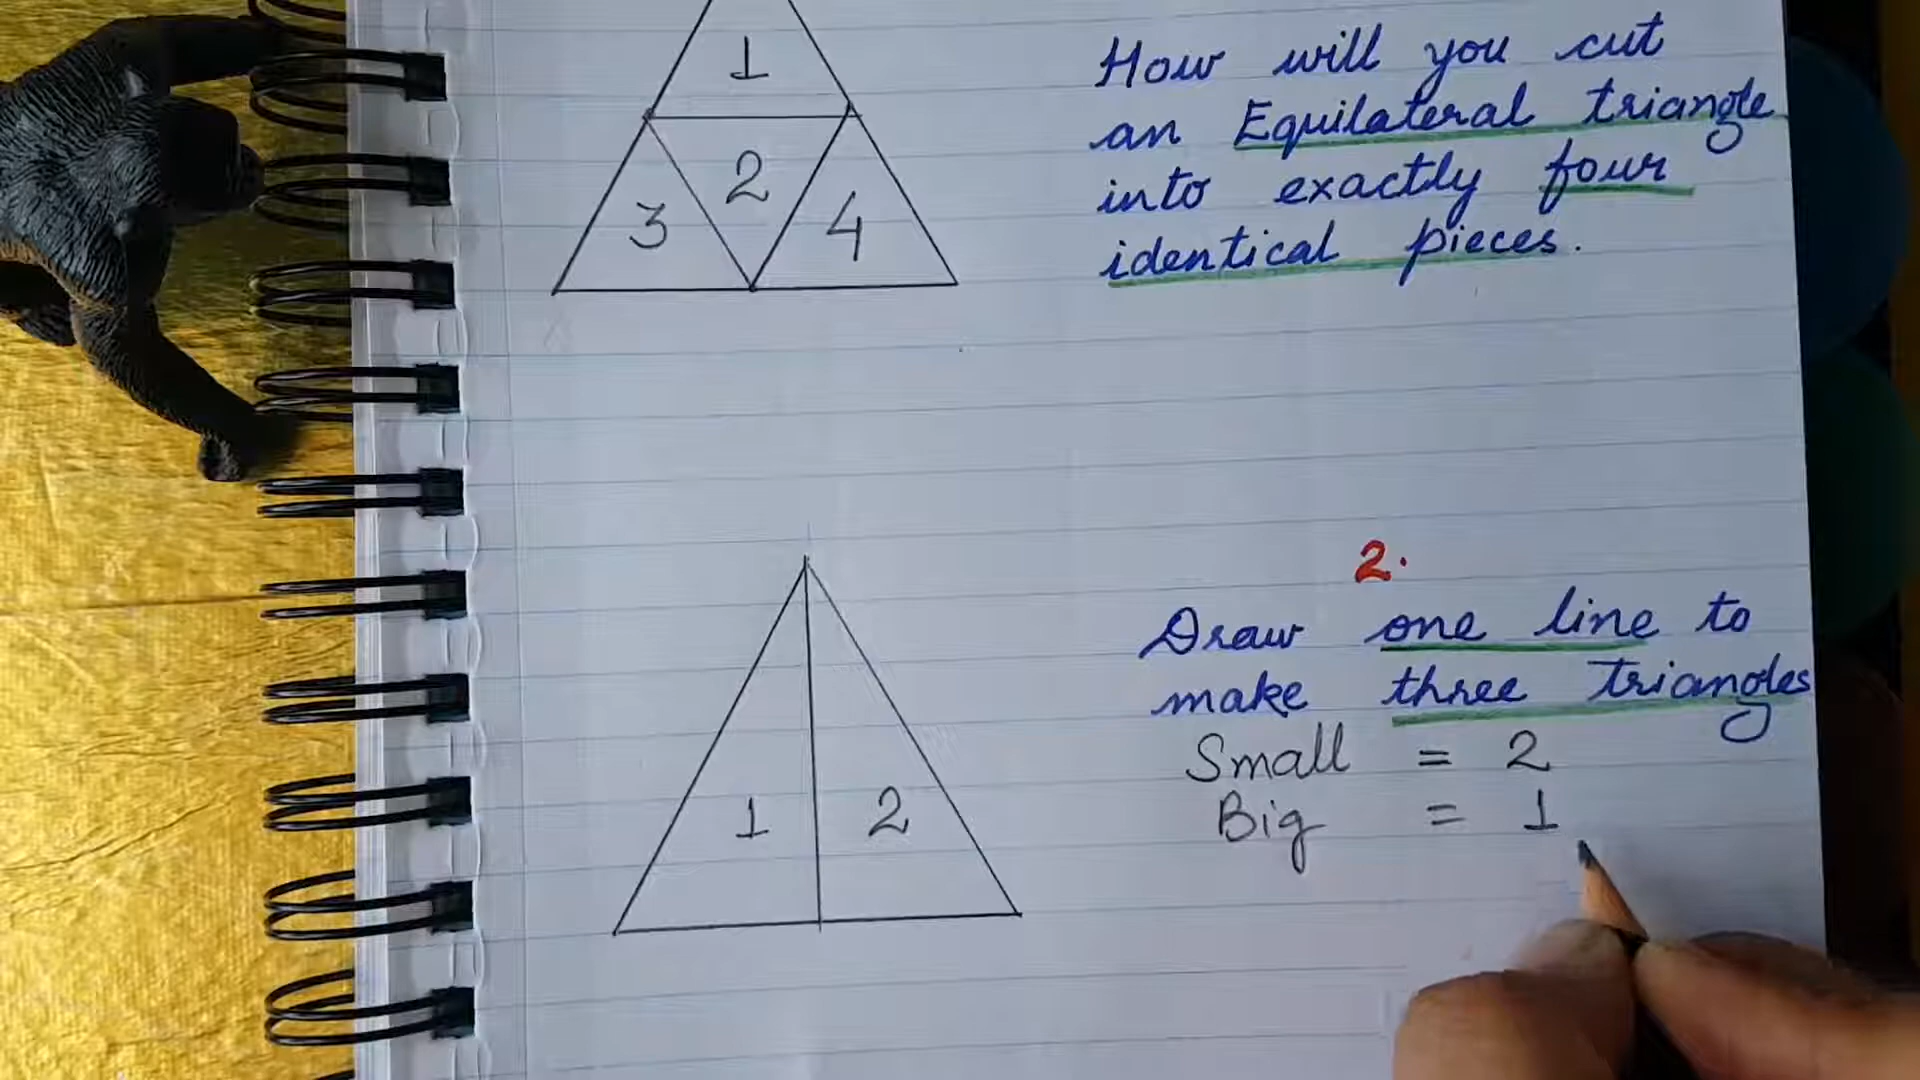 1
2
3
4
How will you cut
an Equilateral triangle
into exactly four
identical pieces.
2.
Draw one line to
make three triangles
Small = 2
Big = 1
1
2